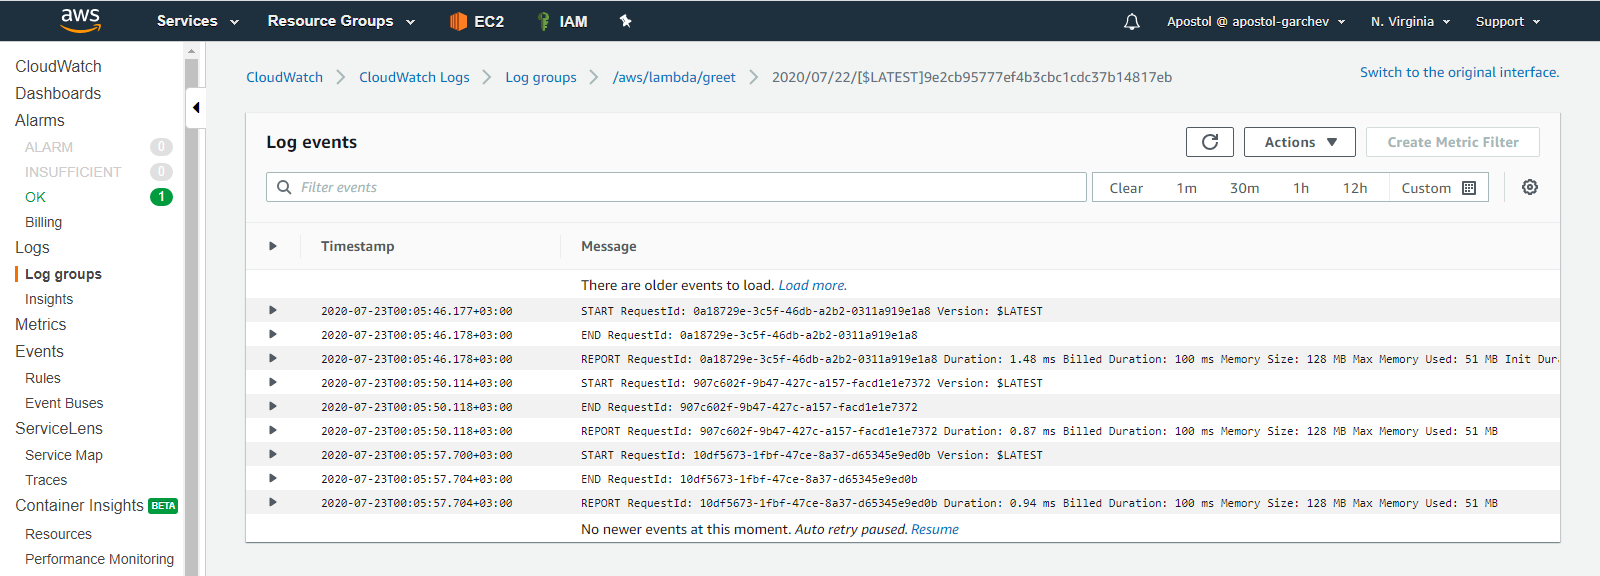 aws Services Resource Groups EC2 IAM Apostol @ apostol-garchev N. Virginia Support
CloudWatch
Dashboards
Alarms
ALARM 0
INSUFFICIENT 0
OK 1
Billing
Logs
Log groups
Insights
Metrics
Events
Rules
Event Buses
ServiceLens
Service Map
Traces
Container Insights BETA
Resources
Performance Monitoring
CloudWatch CloudWatch Logs Log groups /aws/lambda/greet 2020/07/22/[$LATEST]9e2cb95777ef4b3cbc1cdc37b14817eb
Switch to the original interface.
Log events Actions Create Metric Filter
Filter events Clear 1m 30m 1h 12h Custom
Timestamp Message
There are older events to load. Load more.
2020-07-23T00:05:46.177+03:00 START RequestId: 0a18729e-3c5f-46db-a2b2-0311a919e1a8 Version: $LATEST
2020-07-23T00:05:46.178+03:00 END RequestId: 0a18729e-3c5f-46db-a2b2-0311a919e1a8
2020-07-23T00:05:46.178+03:00 REPORT RequestId: 0a18729e-3c5f-46db-a2b2-0311a919e1a8 Duration: 1.48 ms Billed Duration: 100 ms Memory Size: 128 MB Max Memory Used: 51 MB Init Dur
2020-07-23T00:05:50.114+03:00 START RequestId: 907c602f-9b47-427c-a157-facd1e1e7372 Version: $LATEST
2020-07-23T00:05:50.118+03:00 END RequestId: 907c602f-9b47-427c-a157-facd1e1e7372
2020-07-23T00:05:50.118+03:00 REPORT RequestId: 907c602f-9b47-427c-a157-facd1e1e7372 Duration: 0.87 ms Billed Duration: 100 ms Memory Size: 128 MB Max Memory Used: 51 MB
2020-07-23T00:05:57.700+03:00 START RequestId: 10df5673-1fbf-47ce-8a37-d65345e9ed0b Version: $LATEST
2020-07-23T00:05:57.704+03:00 END RequestId: 10df5673-1fbf-47ce-8a37-d65345e9ed0b
2020-07-23T00:05:57.704+03:00 REPORT RequestId: 10df5673-1fbf-47ce-8a37-d65345e9ed0b Duration: 0.94 ms Billed Duration: 100 ms Memory Size: 128 MB Max Memory Used: 51 MB
No newer events at this moment. Auto retry paused. Resume